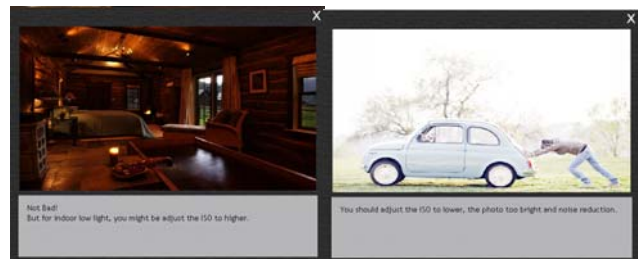 X
Not Bad!
But for indoor low light, you might be adjust the ISO to higher.
X
You should adjust the ISO to lower, the photo too bright and noise reduction.